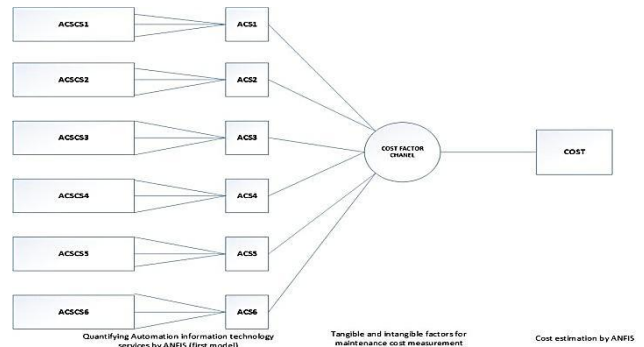 ACSCS1
ACS1
ACSCS2
ACS2
ACSCS3
ACS3
COST FACTOR
CHANEL
COST
ACSCS4
ACS4
ACSCS5
ACS5
ACSCS6
ACS6
Quantifying Automation information technology
services by ANFIS (first model)
Tangible and intangible factors for
maintenance cost measurement
Cost estimation by ANFIS